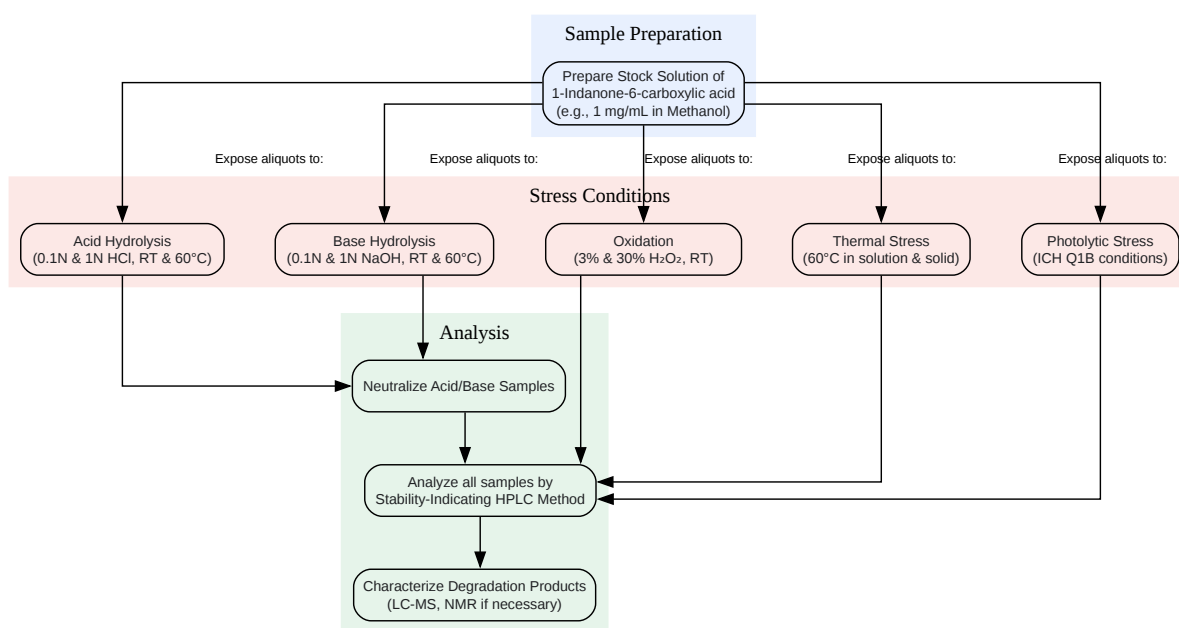 Sample Preparation
Prepare Stock Solution of
1-Indanone-6-carboxylic acid
(e.g., 1 mg/mL in Methanol)
Expose aliquots to:
Expose aliquots to:
Expose aliquots to:
Expose aliquots to:
Expose aliquots to:
Stress Conditions
Acid Hydrolysis
(0.1N & 1N HCl, RT & 60°C)
Base Hydrolysis
(0.1N & 1N NaOH, RT & 60°C)
Oxidation
(3% & 30% H₂O₂, RT)
Thermal Stress
(60°C in solution & solid)
Photolytic Stress
(ICH Q1B conditions)
Analysis
Neutralize Acid/Base Samples
Analyze all samples by
Stability-Indicating HPLC Method
Characterize Degradation Products
(LC-MS, NMR if necessary)